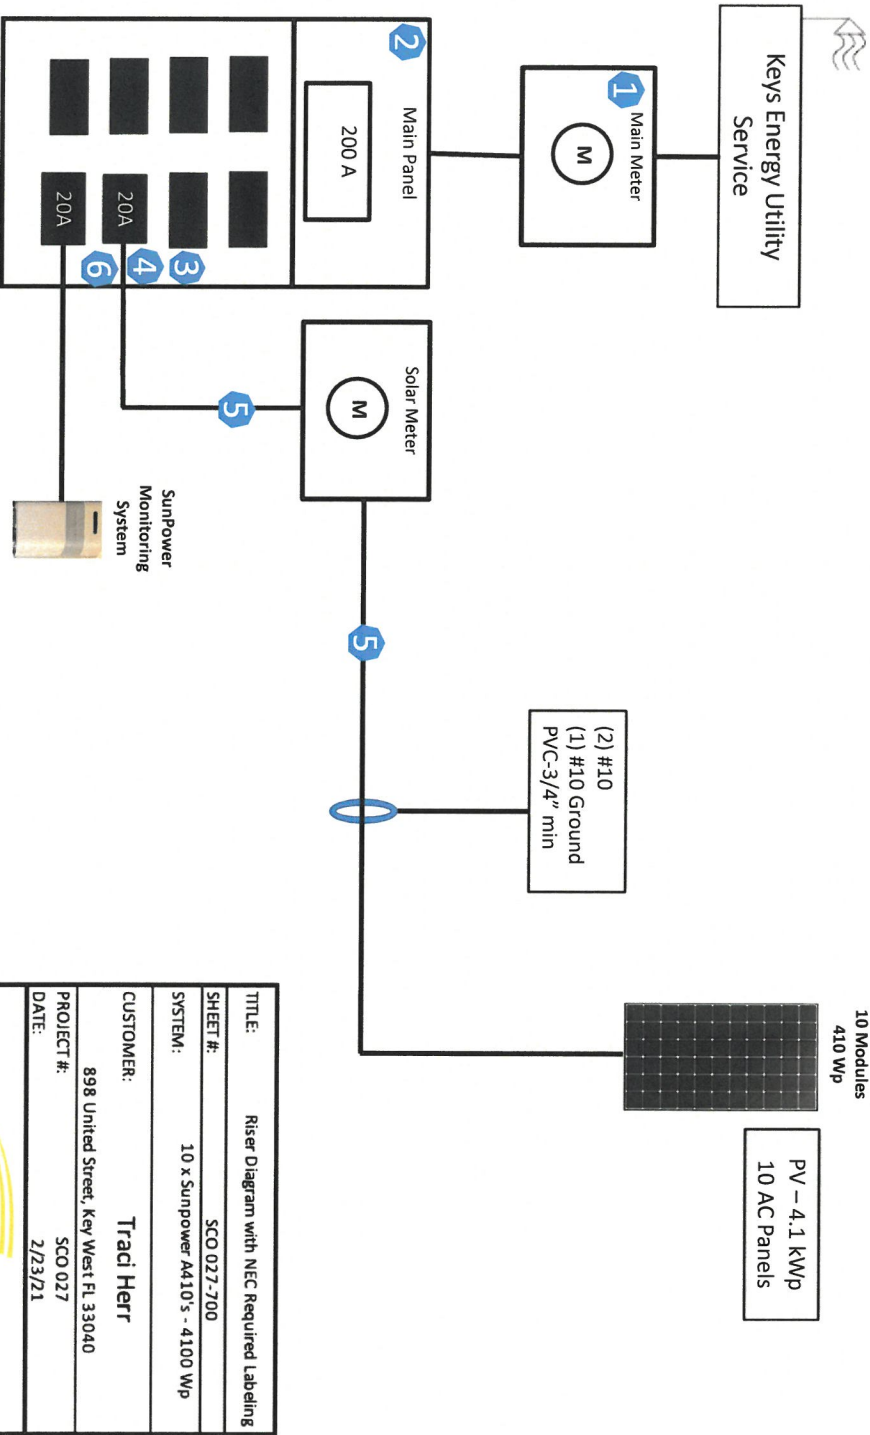 Keys Energy Utility
Service
1
Main Meter
M
2
Main Panel
200 A
3
4
20A
6
20A
Solar Meter
M
5
5
SunPower
Monitoring
System
(2) #10
(1) #10 Ground
PVC-3/4" min
10 Modules
410 Wp
PV – 4.1 kWp
10 AC Panels
TITLE: Riser Diagram with NEC Required Labeling
SHEET #: SCO 027-700
SYSTEM: 10 x Sunpower A410's - 4100 Wp
CUSTOMER: Traci Herr
898 United Street, Key West FL 33040
PROJECT #: SCO 027
DATE: 2/23/21